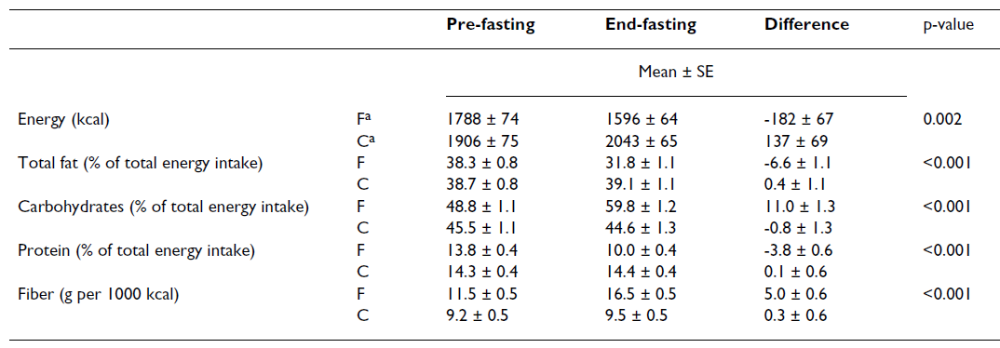 Pre-fasting End-fasting Difference p-value
Mean ± SE
Energy (kcal) Fᵃ 1788 ± 74 1596 ± 64 -182 ± 67 0.002
Cᵃ 1906 ± 75 2043 ± 65 137 ± 69
Total fat (% of total energy intake) F 38.3 ± 0.8 31.8 ± 1.1 -6.6 ± 1.1 <0.001
C 38.7 ± 0.8 39.1 ± 1.1 0.4 ± 1.1
Carbohydrates (% of total energy intake) F 48.8 ± 1.1 59.8 ± 1.2 11.0 ± 1.3 <0.001
C 45.5 ± 1.1 44.6 ± 1.3 -0.8 ± 1.3
Protein (% of total energy intake) F 13.8 ± 0.4 10.0 ± 0.4 -3.8 ± 0.6 <0.001
C 14.3 ± 0.4 14.4 ± 0.4 0.1 ± 0.6
Fiber (g per 1000 kcal) F 11.5 ± 0.5 16.5 ± 0.5 5.0 ± 0.6 <0.001
C 9.2 ± 0.5 9.5 ± 0.5 0.3 ± 0.6